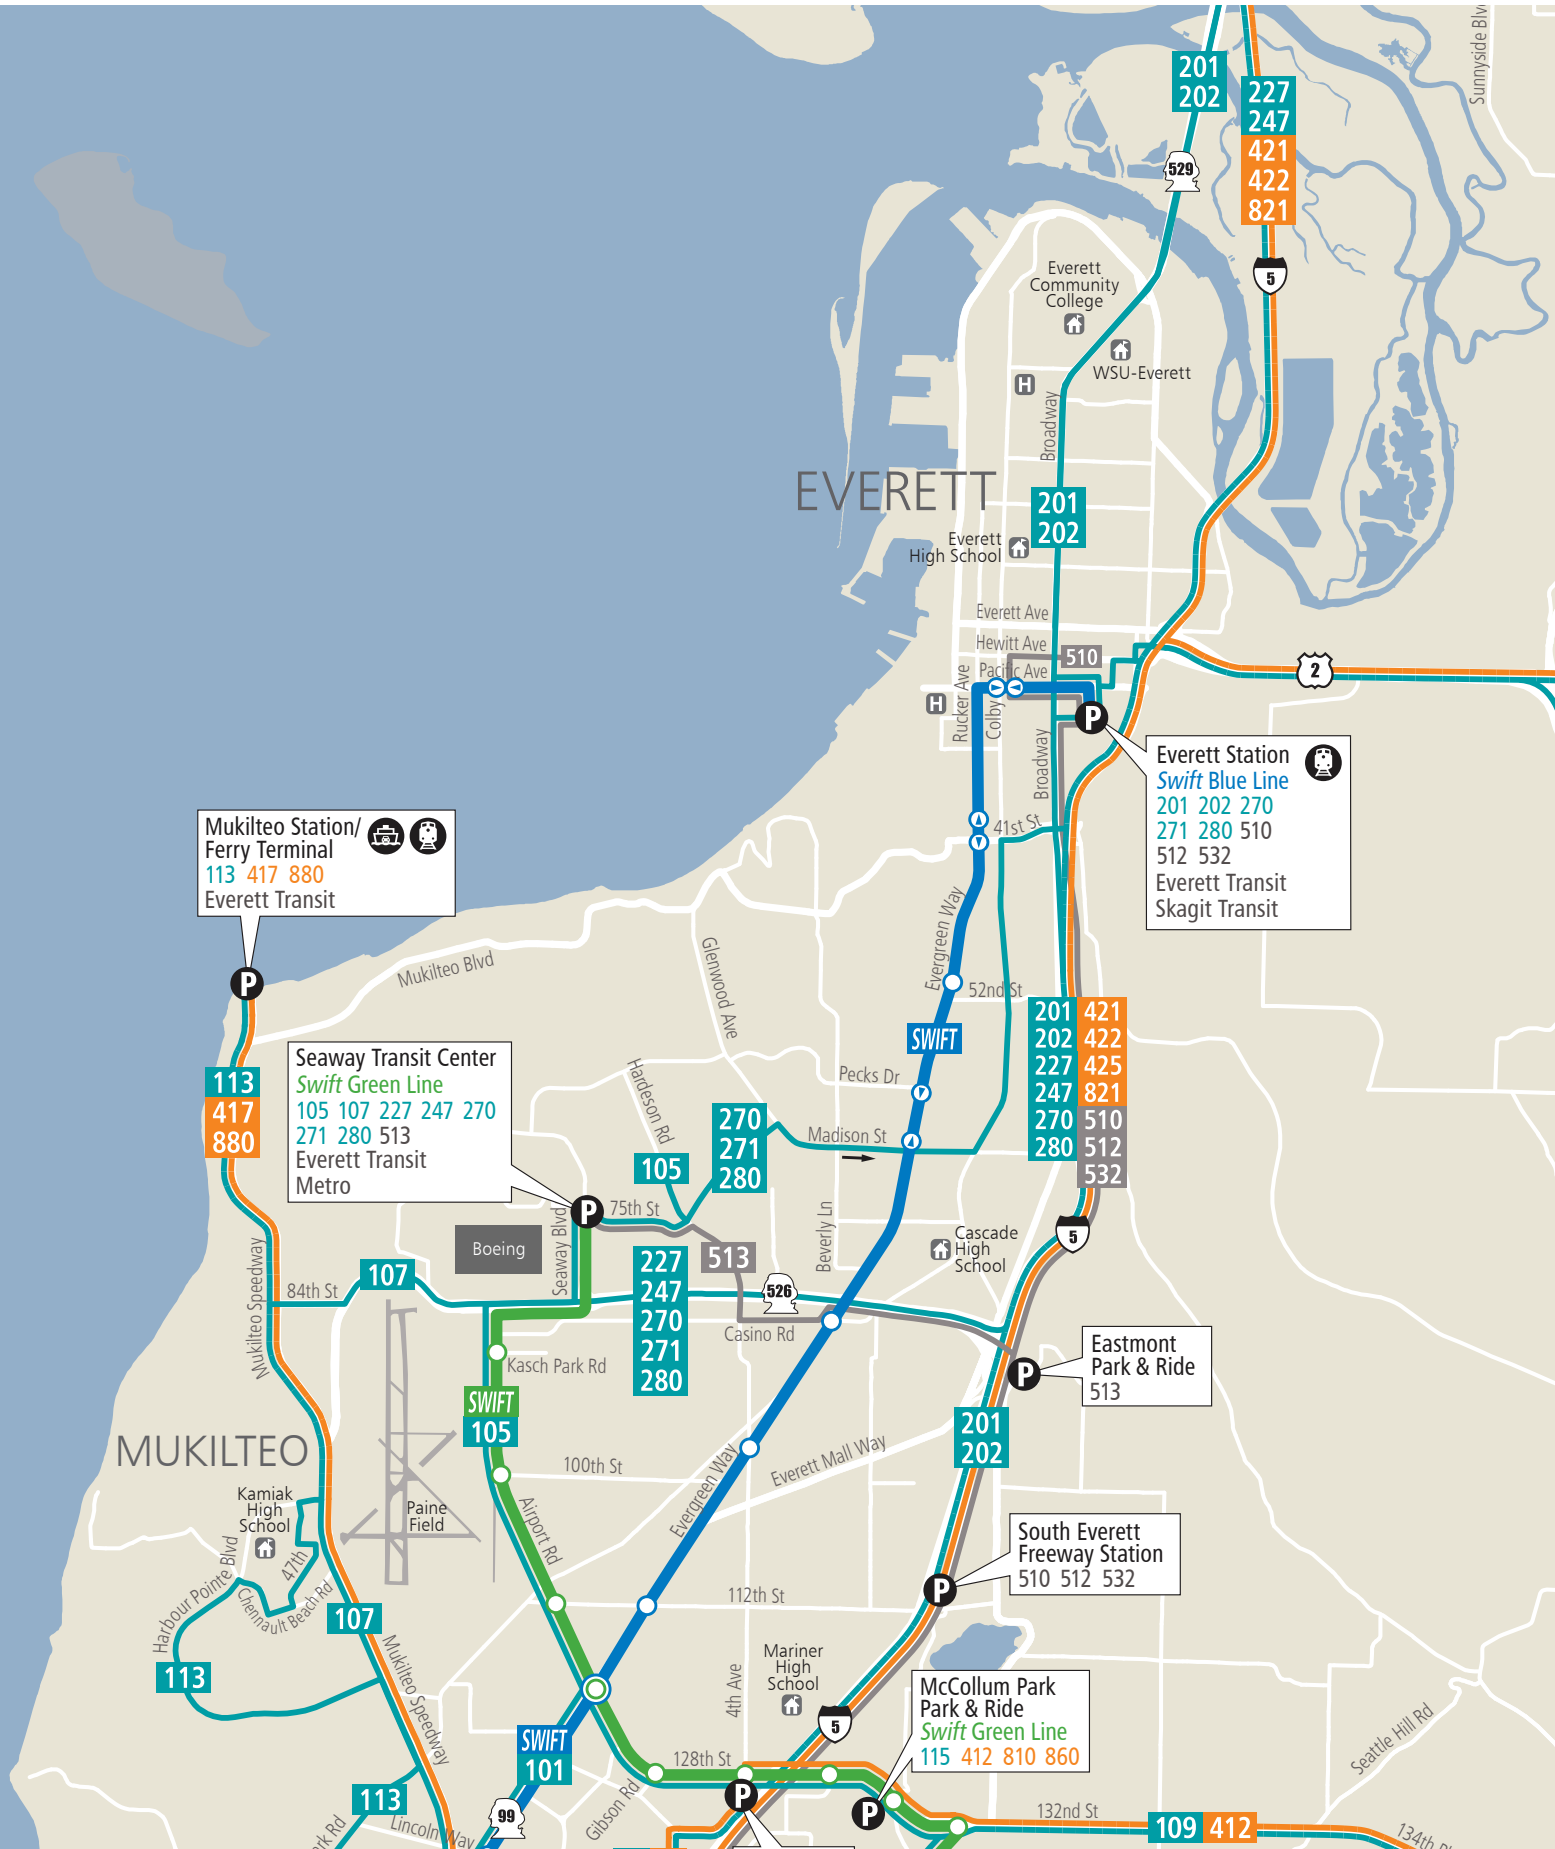 201
202
227
247
421
422
821
Sunnyside Blv
529
5
Everett
Community
College
WSU-Everett
H
Broadway
EVERETT
201
202
Everett
High School
Everett Ave
Hewitt Ave
510
Pacific Ave
2
H
Rucker Ave
Colby
Broadway
P
Everett Station
Swift Blue Line
201 202 270
271 280 510
512 532
Everett Transit
Skagit Transit
41st St
Mukilteo Station/
Ferry Terminal
113 417 880
Everett Transit
P
Mukilteo Blvd
Glenwood Ave
Evergreen Way
52nd St
SWIFT
201 421
202 422
227 425
247 821
270 510
280 512
532
113
417
880
Seaway Transit Center
Swift Green Line
105 107 227 247 270
271 280 513
Everett Transit
Metro
Hardeson Rd
Pecks Dr
270
271
280
Madison St
105
P
75th St
Seaway Blvd
Boeing
Beverly Ln
Cascade
High
School
5
513
227
247
270
271
280
526
Casino Rd
Mukilteo Speedway
84th St
107
Kasch Park Rd
Eastmont
Park & Ride
513
P
SWIFT
105
201
202
MUKILTEO
100th St
Evergreen Way
Everett Mall Way
Kamiak
High
School
Paine
Field
Airport Rd
South Everett
Freeway Station
510 512 532
P
47th
Harbour Pointe Blvd
Chennault Beach Rd
112th St
107
113
Mukilteo Speedway
Mariner
High
School
4th Ave
5
McCollum Park
Park & Ride
Swift Green Line
115 412 810 860
Seattle Hill Rd
SWIFT
101
128th St
P
P
113
99
Gibson Rd
Lincoln Way
rk Rd
132nd St
109 412
134th Pl